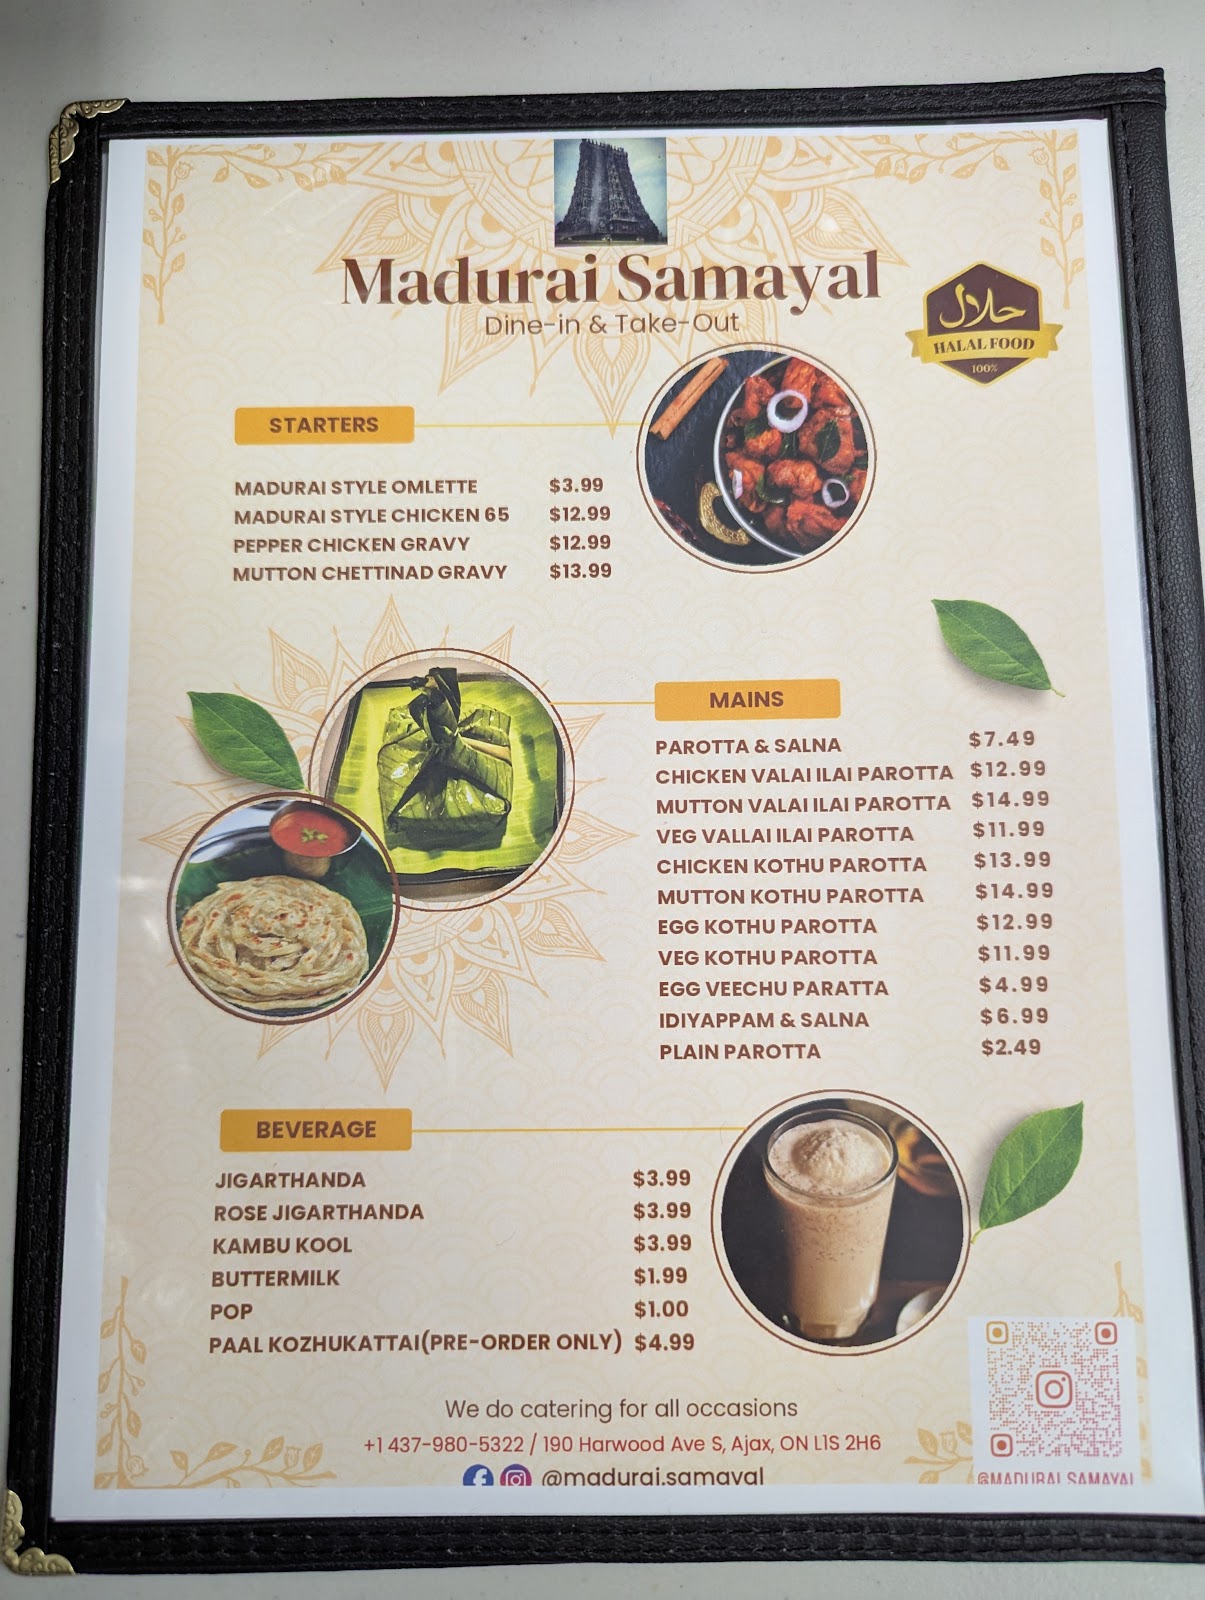 Madurai Samayal
Dine-in & Take-Out
حلال
HALAL FOOD
100%
STARTERS
MADURAI STYLE OMLETTE $3.99
MADURAI STYLE CHICKEN 65 $12.99
PEPPER CHICKEN GRAVY $12.99
MUTTON CHETTINAD GRAVY $13.99
MAINS
PAROTTA & SALNA $7.49
CHICKEN VALAI ILAI PAROTTA $12.99
MUTTON VALAI ILAI PAROTTA $14.99
VEG VALLAI ILAI PAROTTA $11.99
CHICKEN KOTHU PAROTTA $13.99
MUTTON KOTHU PAROTTA $14.99
EGG KOTHU PAROTTA $12.99
VEG KOTHU PAROTTA $11.99
EGG VEECHU PARATTA $4.99
IDIYAPPAM & SALNA $6.99
PLAIN PAROTTA $2.49
BEVERAGE
JIGARTHANDA $3.99
ROSE JIGARTHANDA $3.99
KAMBU KOOL $3.99
BUTTERMILK $1.99
POP $1.00
PAAL KOZHUKATTAI(PRE-ORDER ONLY) $4.99
We do catering for all occasions
+1 437-980-5322 / 190 Harwood Ave S, Ajax, ON L1S 2H6
@madurai.samayal
@MADURAI.SAMAYAL